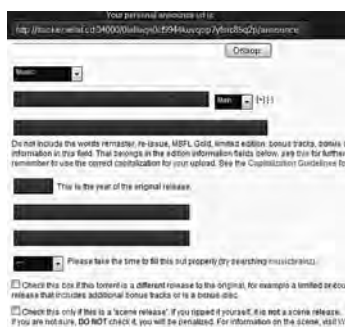 Your personal announce url is:
Music
Main [+] [-]
Do not include the words remaster, re-issue, MSFL Gold, limited edition, bonus tracks, bonus
information in this field. That belongs in the edition information fields below, see this for further
remember to use the correct capitalization for your upload. See the Capitalization Guidelines fo
This is the year of the original release.
Please take the time to fill this out properly (try searching musicbrainz).
Check this box if this torrent is a different release to the original, for example a limited or cou
release that includes additional bonus tracks or is a bonus disc.
Check this only if this is a 'scene release'. If you ripped it yourself, it is not a scene release.
If you are not sure, DO NOT check it, you will be penalized. For information on the scene, visit W